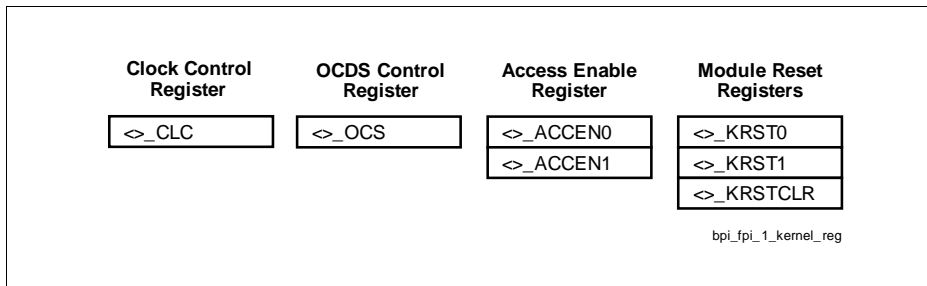 Clock Control
Register
<>_CLC
OCDS Control
Register
<>_OCS
Access Enable
Register
<>_ACCEN0
<>_ACCEN1
Module Reset
Registers
<>_KRST0
<>_KRST1
<>_KRSTCLR
bpi_fpi_1_kernel_reg